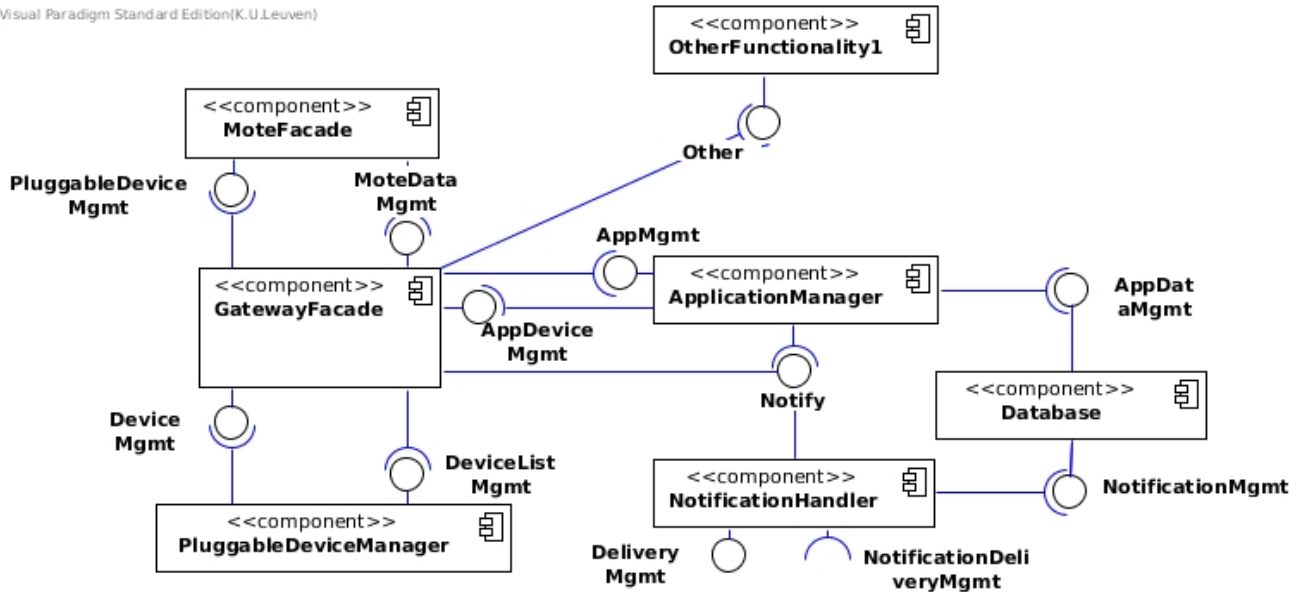 Visual Paradigm Standard Edition(K.U.Leuven)
<<component>>
OtherFunctionality1
<<component>>
MoteFacade
Other
PluggableDevice
Mgmt
MoteData
Mgmt
AppMgmt
<<component>>
GatewayFacade
<<component>>
ApplicationManager
AppDat
aMgmt
AppDevice
Mgmt
Notify
<<component>>
Database
Device
Mgmt
DeviceList
Mgmt
<<component>>
NotificationHandler
NotificationMgmt
<<component>>
PluggableDeviceManager
Delivery
Mgmt
NotificationDeli
veryMgmt